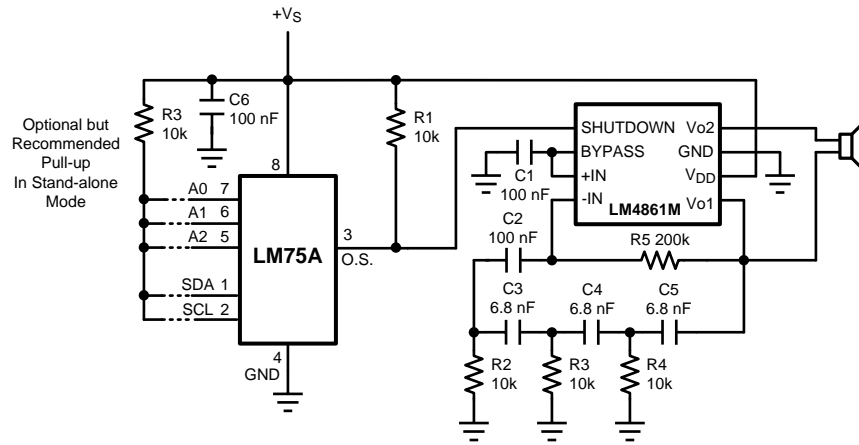 +VS
R3
10k
C6
100 nF
R1
10k
Optional but
Recommended
Pull-up
In Stand-alone
Mode
8
A0 7
A1 6
A2 5
SDA 1
SCL 2
LM75A
3
O.S.
4
GND
SHUTDOWN Vo2
BYPASS GND
+IN VDD
-IN Vo1
LM4861M
C1
100 nF
C2
100 nF
R5 200k
C3
6.8 nF
C4
6.8 nF
C5
6.8 nF
R2
10k
R3
10k
R4
10k